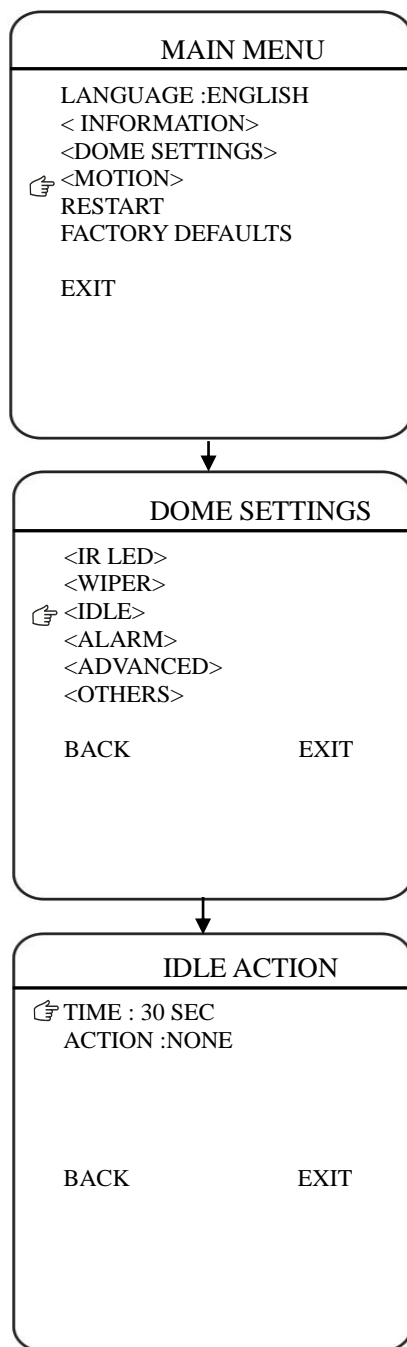 MAIN MENU
LANGUAGE :ENGLISH
< INFORMATION>
<DOME SETTINGS>
<MOTION>
RESTART
FACTORY DEFAULTS
EXIT
DOME SETTINGS
<IR LED>
<WIPER>
<IDLE>
<ALARM>
<ADVANCED>
<OTHERS>
BACK EXIT
IDLE ACTION
TIME : 30 SEC
ACTION :NONE
BACK EXIT